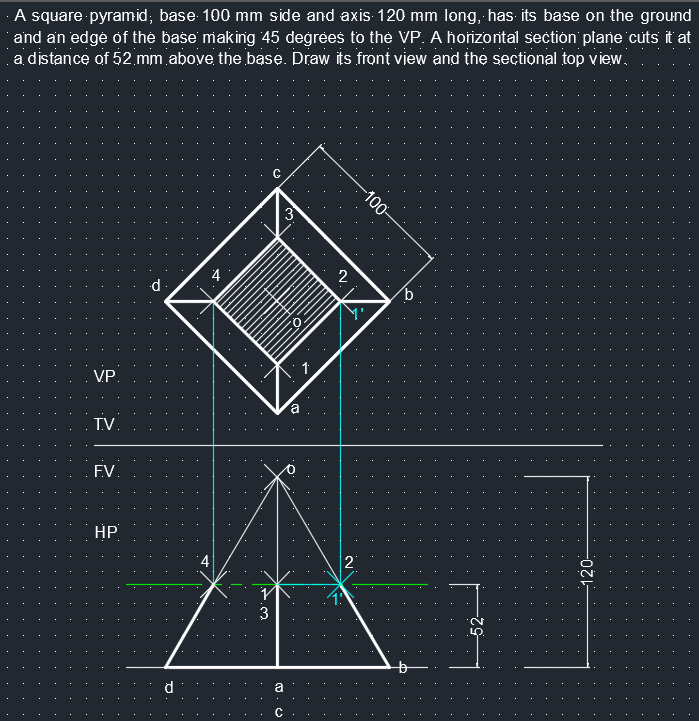 A square pyramid, base 100 mm side and axis 120 mm long, has its base on the ground
and an edge of the base making 45 degrees to the VP. A horizontal section plane cuts it at
a distance of 52 mm above the base. Draw its front view and the sectional top view.
c
100
3
4
2
d
b
1'
o
1
VP
a
TV
FV
o
HP
4
2
120
1
1'
3
52
b
d
a
c